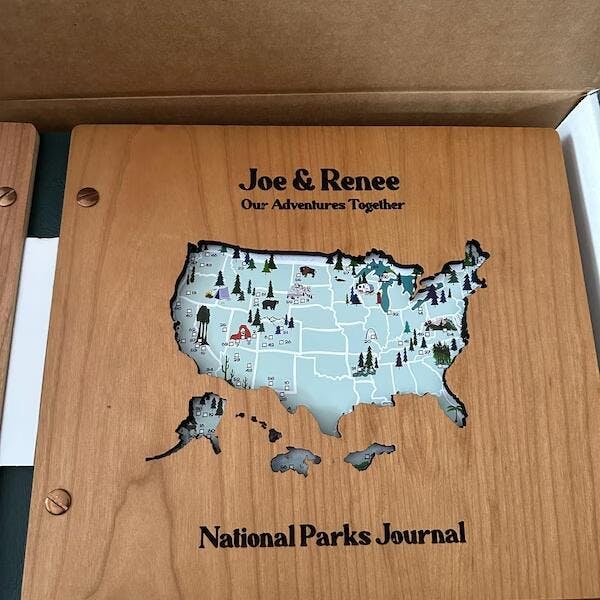 Joe & Renee
Our Adventures Together
National Parks Journal